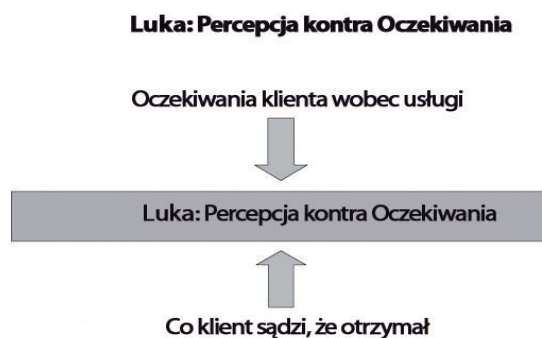 Luka: Percepcja kontra Oczekiwania
Oczekiwania klienta wobec usługi
Luka: Percepcja kontra Oczekiwania
Co klient sądzi, że otrzymał